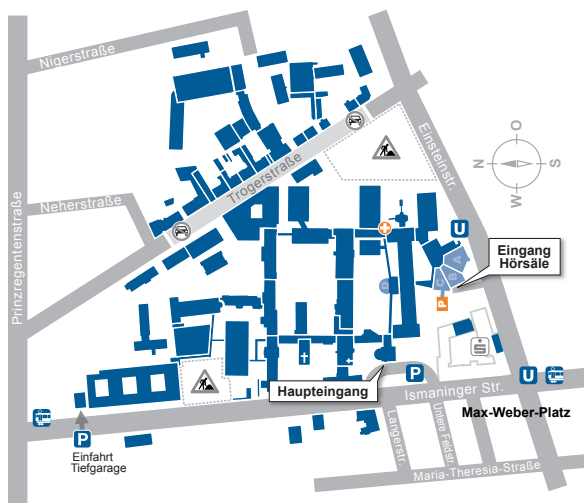 Nigerstraße
Prinzregentenstraße
Neherstraße
Trogerstraße
Einsteinstr.
O
N
S
W
U
Eingang
Hörsäle
A
B
C
D
P
S
Haupteingang
P
Ismaninger Str.
U
Max-Weber-Platz
P
Einfahrt
Tiefgarage
Langerstr.
Untere Feldstr.
Maria-Theresia-Straße